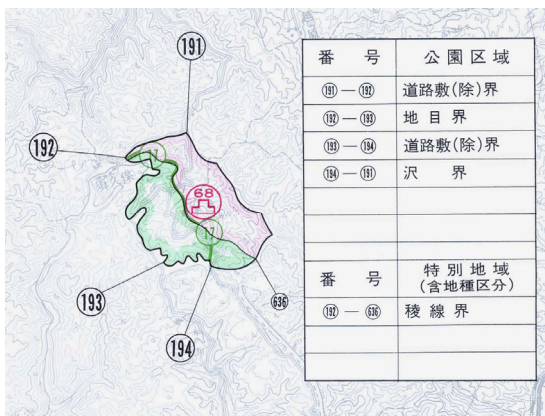 191
192
17
68
17
193
194
636
番 号 公園区域
191—192 道路敷(除)界
192—193 地目界
193—194 道路敷(除)界
194—191 沢 界
番 号 特別地域
(含地種区分)
192—636 稜線界